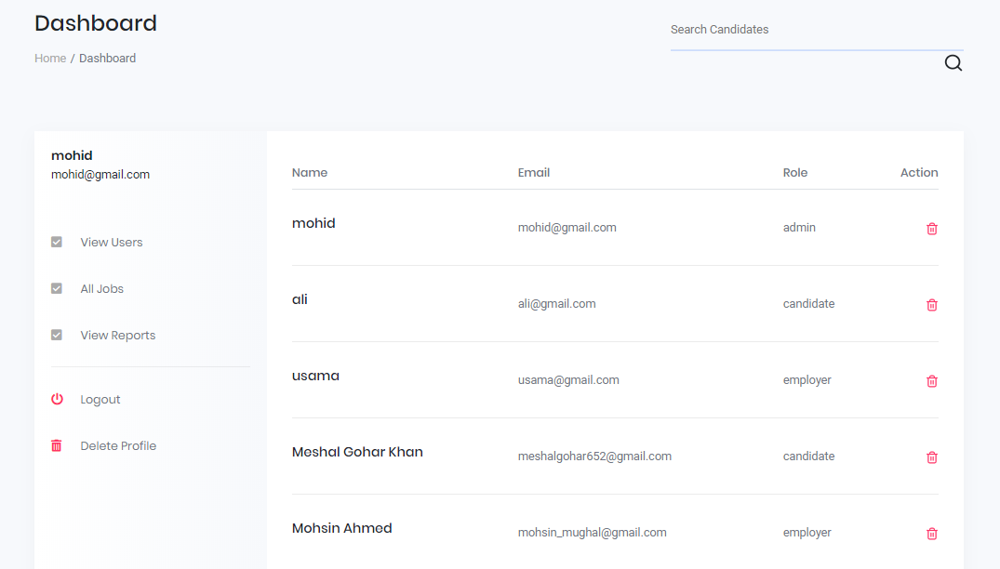 Dashboard
Home / Dashboard
Search Candidates
mohid
mohid@gmail.com
View Users
All Jobs
View Reports
Logout
Delete Profile
Name Email Role Action
mohid mohid@gmail.com admin
ali ali@gmail.com candidate
usama usama@gmail.com employer
Meshal Gohar Khan meshalgohar652@gmail.com candidate
Mohsin Ahmed mohsin_mughal@gmail.com employer